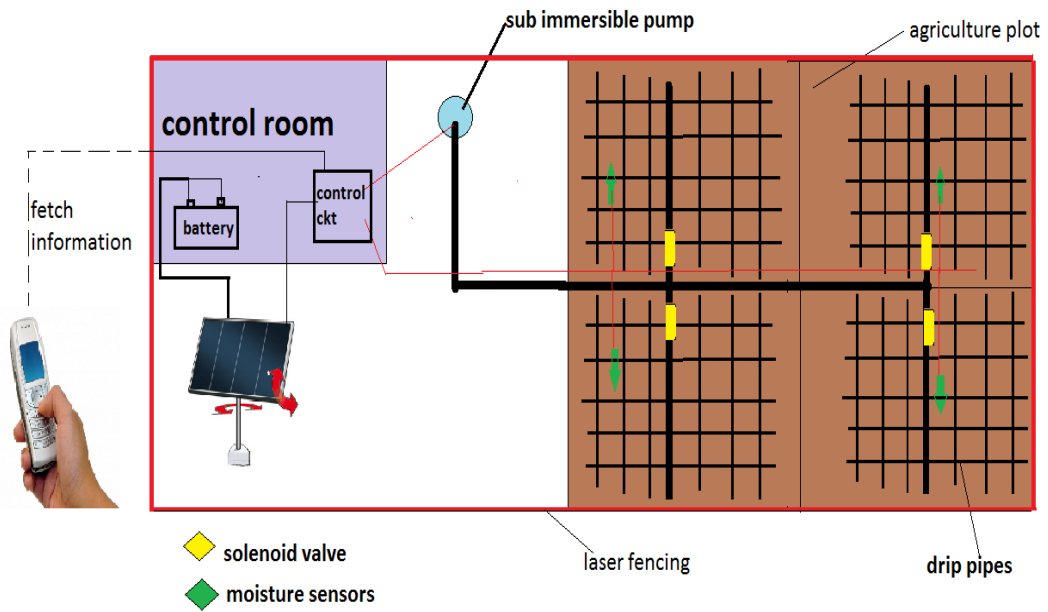 sub immersible pump
agriculture plot
control room
control
ckt
battery
fetch
information
solenoid valve
moisture sensors
laser fencing
drip pipes